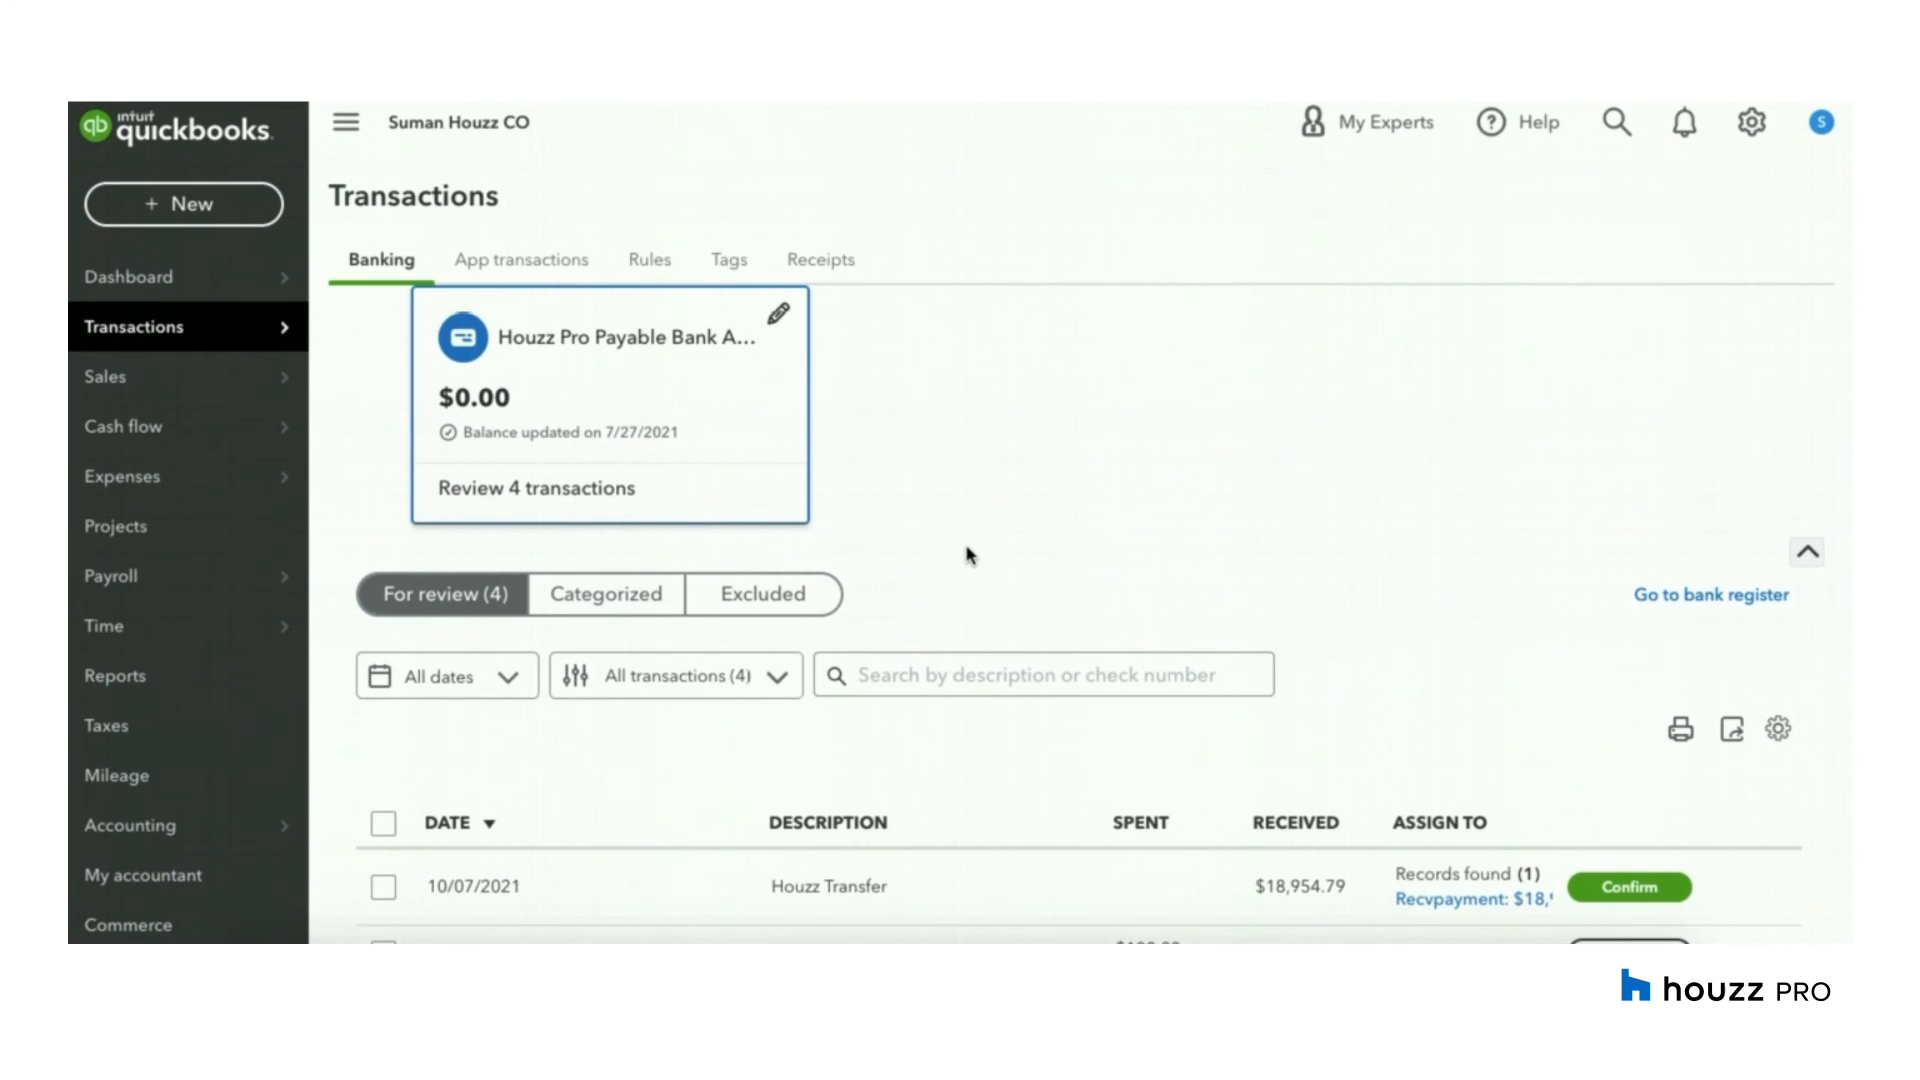 intuit
quickbooks.
Suman Houzz CO
My Experts
? Help
S
+ New
Transactions
Banking
App transactions
Rules
Tags
Receipts
Dashboard
Transactions
Sales
Cash flow
Expenses
Projects
Payroll
Time
Reports
Taxes
Mileage
Accounting
My accountant
Commerce
Houzz Pro Payable Bank A...
$0.00
Balance updated on 7/27/2021
Review 4 transactions
For review (4)
Categorized
Excluded
Go to bank register
All dates
All transactions (4)
Search by description or check number
DATE
DESCRIPTION
SPENT
RECEIVED
ASSIGN TO
10/07/2021
Houzz Transfer
$18,954.79
Records found (1)
Recvpayment: $18,
Confirm
houzz PRO